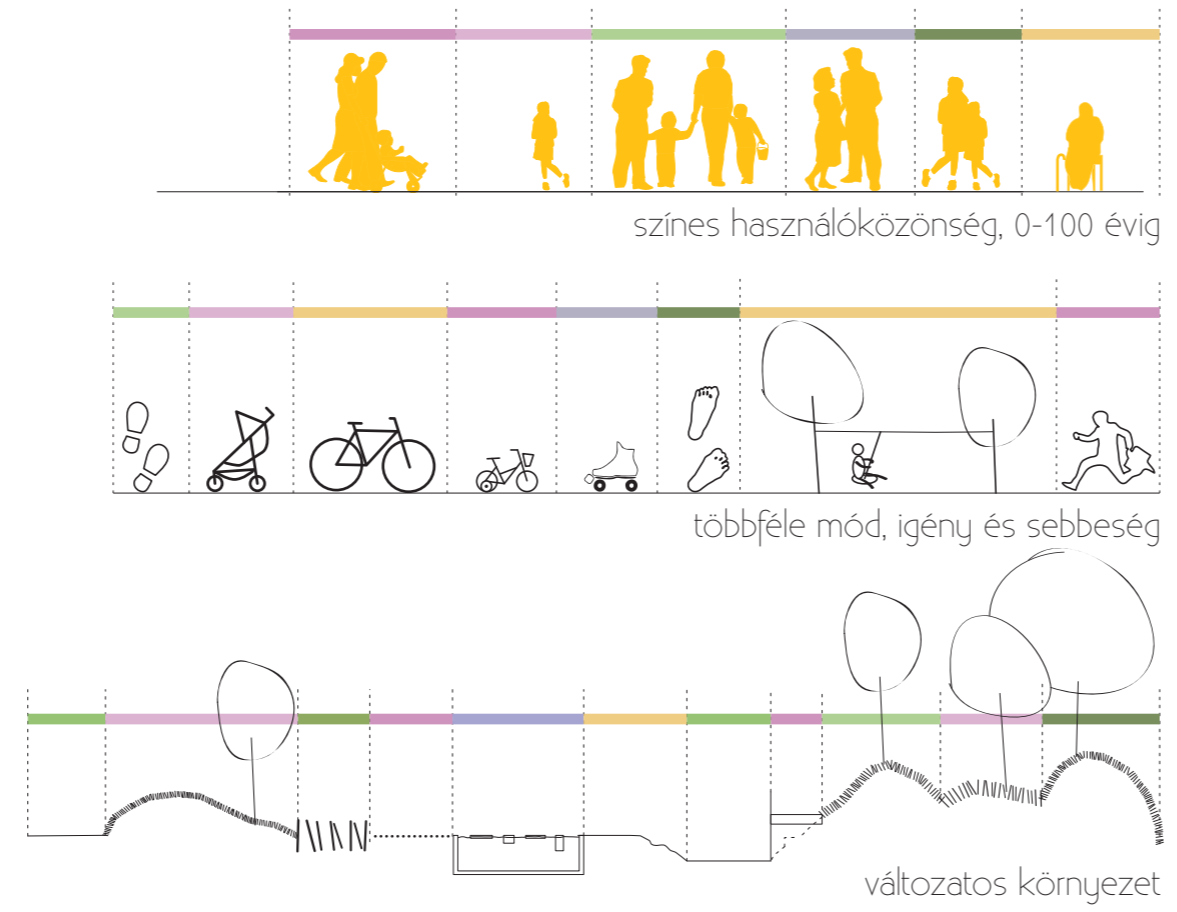 színes használóközönség, 0-100 évig
többféle mód, igény és sebbeség
változatos környezet